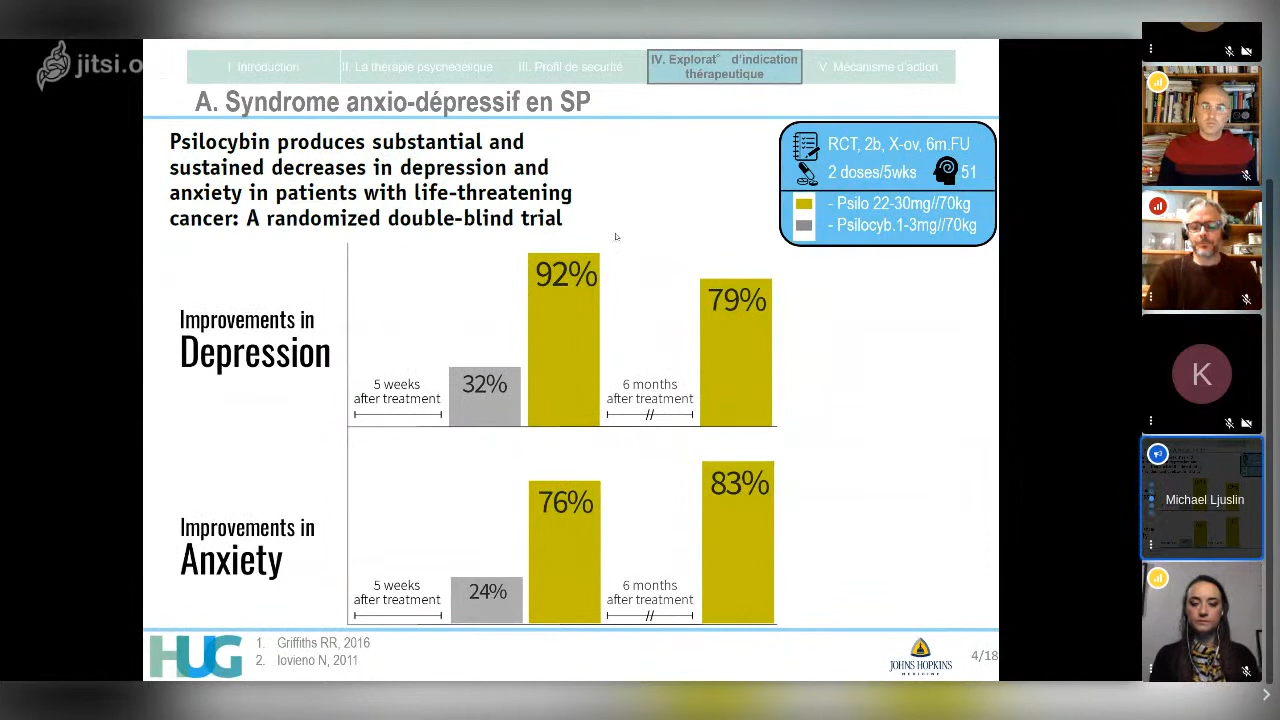 jitsi.o
I Introduction
II. La thérapie psychédélique
III. Profil de sécurité
IV. Explorat° d'indication
thérapeutique
V. Mécanisme d'action
A. Syndrome anxio-dépressif en SP
Psilocybin produces substantial and
sustained decreases in depression and
anxiety in patients with life-threatening
cancer: A randomized double-blind trial
RCT, 2b, X-ov, 6m.FU
2 doses/5wks
51
- Psilo 22-30mg//70kg
- Psilocyb.1-3mg//70kg
Improvements in
Depression
5 weeks
after treatment
32%
92%
6 months
after treatment
79%
Improvements in
Anxiety
5 weeks
after treatment
24%
76%
6 months
after treatment
83%
HUG
1. Griffiths RR, 2016
2. Iovieno N, 2011
JOHNS HOPKINS
MEDICINE
4/18
K
Michael Ljuslin